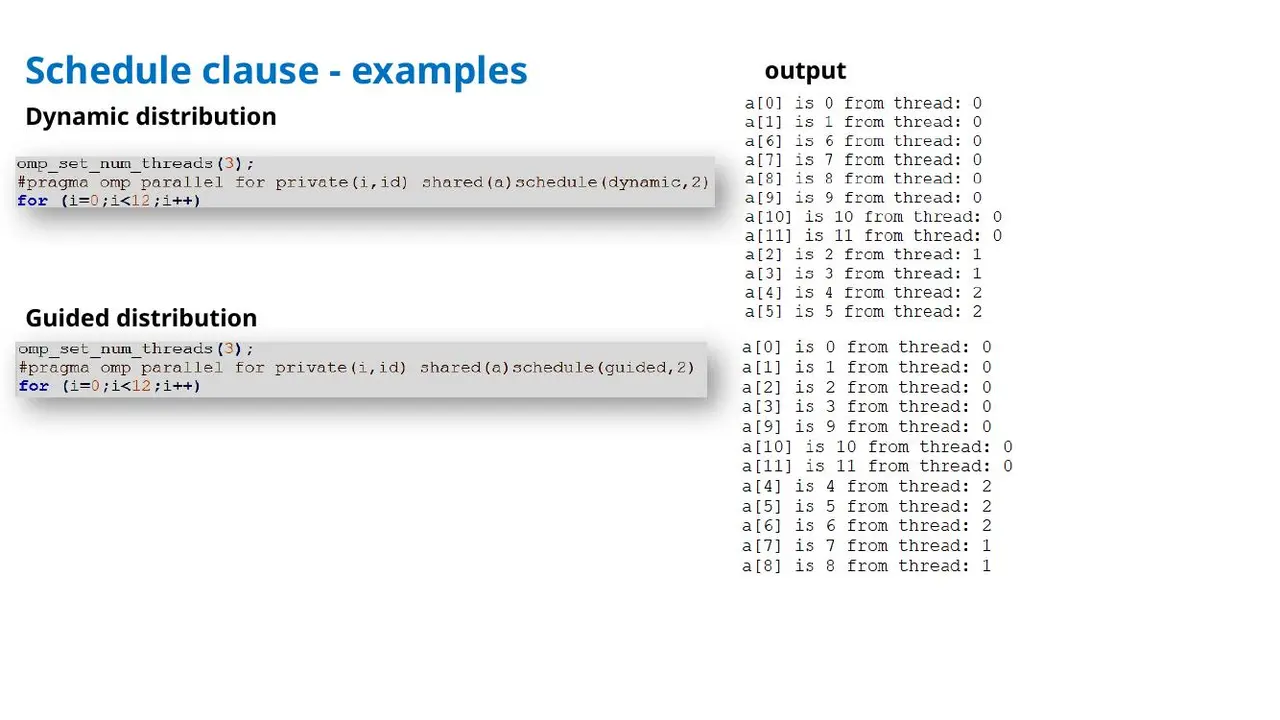 Schedule clause - examples
Dynamic distribution
omp_set_num_threads(3);
#pragma omp parallel for private(i,id) shared(a)schedule(dynamic,2)
for (i=0;i<12;i++)
Guided distribution
omp_set_num_threads(3);
#pragma omp parallel for private(i,id) shared(a)schedule(guided,2)
for (i=0;i<12;i++)
output
a[0] is 0 from thread: 0
a[1] is 1 from thread: 0
a[6] is 6 from thread: 0
a[7] is 7 from thread: 0
a[8] is 8 from thread: 0
a[9] is 9 from thread: 0
a[10] is 10 from thread: 0
a[11] is 11 from thread: 0
a[2] is 2 from thread: 1
a[3] is 3 from thread: 1
a[4] is 4 from thread: 2
a[5] is 5 from thread: 2
a[0] is 0 from thread: 0
a[1] is 1 from thread: 0
a[2] is 2 from thread: 0
a[3] is 3 from thread: 0
a[9] is 9 from thread: 0
a[10] is 10 from thread: 0
a[11] is 11 from thread: 0
a[4] is 4 from thread: 2
a[5] is 5 from thread: 2
a[6] is 6 from thread: 2
a[7] is 7 from thread: 1
a[8] is 8 from thread: 1